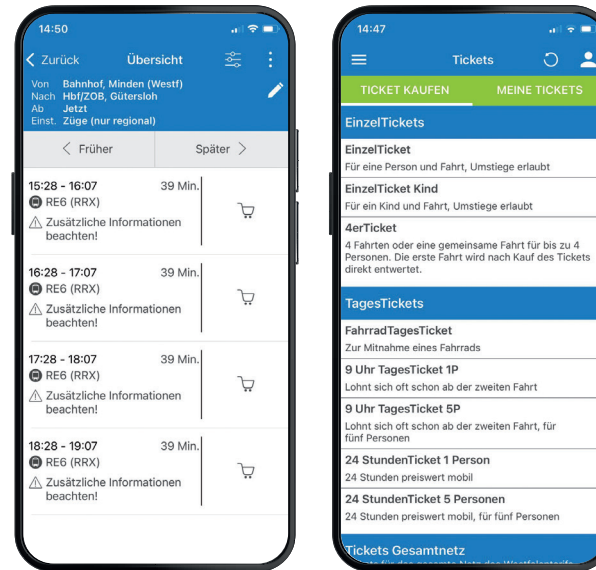 14:50
Zurück
Übersicht
Von Bahnhof, Minden (Westf)
Nach Hbf/ZOB, Gütersloh
Ab Jetzt
Einst. Züge (nur regional)
Früher
Später
15:28 - 16:07 39 Min.
RE6 (RRX)
Zusätzliche Informationen
beachten!
16:28 - 17:07 39 Min.
RE6 (RRX)
Zusätzliche Informationen
beachten!
17:28 - 18:07 39 Min.
RE6 (RRX)
Zusätzliche Informationen
beachten!
18:28 - 19:07 39 Min.
RE6 (RRX)
Zusätzliche Informationen
beachten!
14:47
Tickets
TICKET KAUFEN
MEINE TICKETS
EinzelTickets
EinzelTicket
Für eine Person und Fahrt, Umstiege erlaubt
EinzelTicket Kind
Für ein Kind und Fahrt, Umstiege erlaubt
4erTicket
4 Fahrten oder eine gemeinsame Fahrt für bis zu 4
Personen. Die erste Fahrt wird nach Kauf des Tickets
direkt entwertet.
TagesTickets
FahrradTagesTicket
Zur Mitnahme eines Fahrrads
9 Uhr TagesTicket 1P
Lohnt sich oft schon ab der zweiten Fahrt
9 Uhr TagesTicket 5P
Lohnt sich oft schon ab der zweiten Fahrt, für
fünf Personen
24 StundenTicket 1 Person
24 Stunden preiswert mobil
24 StundenTicket 5 Personen
24 Stunden preiswert mobil, für fünf Personen
Tickets Gesamtnetz
für das gesamte Netz des Westfalentarifs